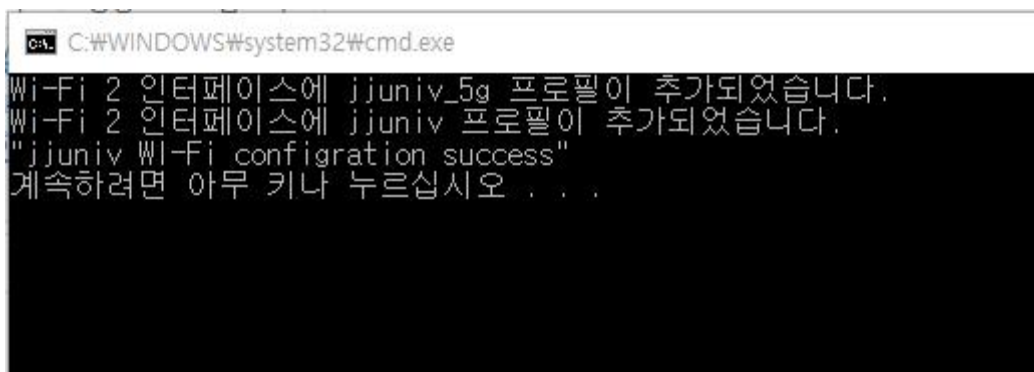 C:₩WINDOWS₩system32₩cmd.exe
Wi-Fi 2 인터페이스에 jjuniv_5g 프로필이 추가되었습니다.
Wi-Fi 2 인터페이스에 jjuniv 프로필이 추가되었습니다.
"jjuniv WI-Fi configration success"
계속하려면 아무 키나 누르십시오 . . .